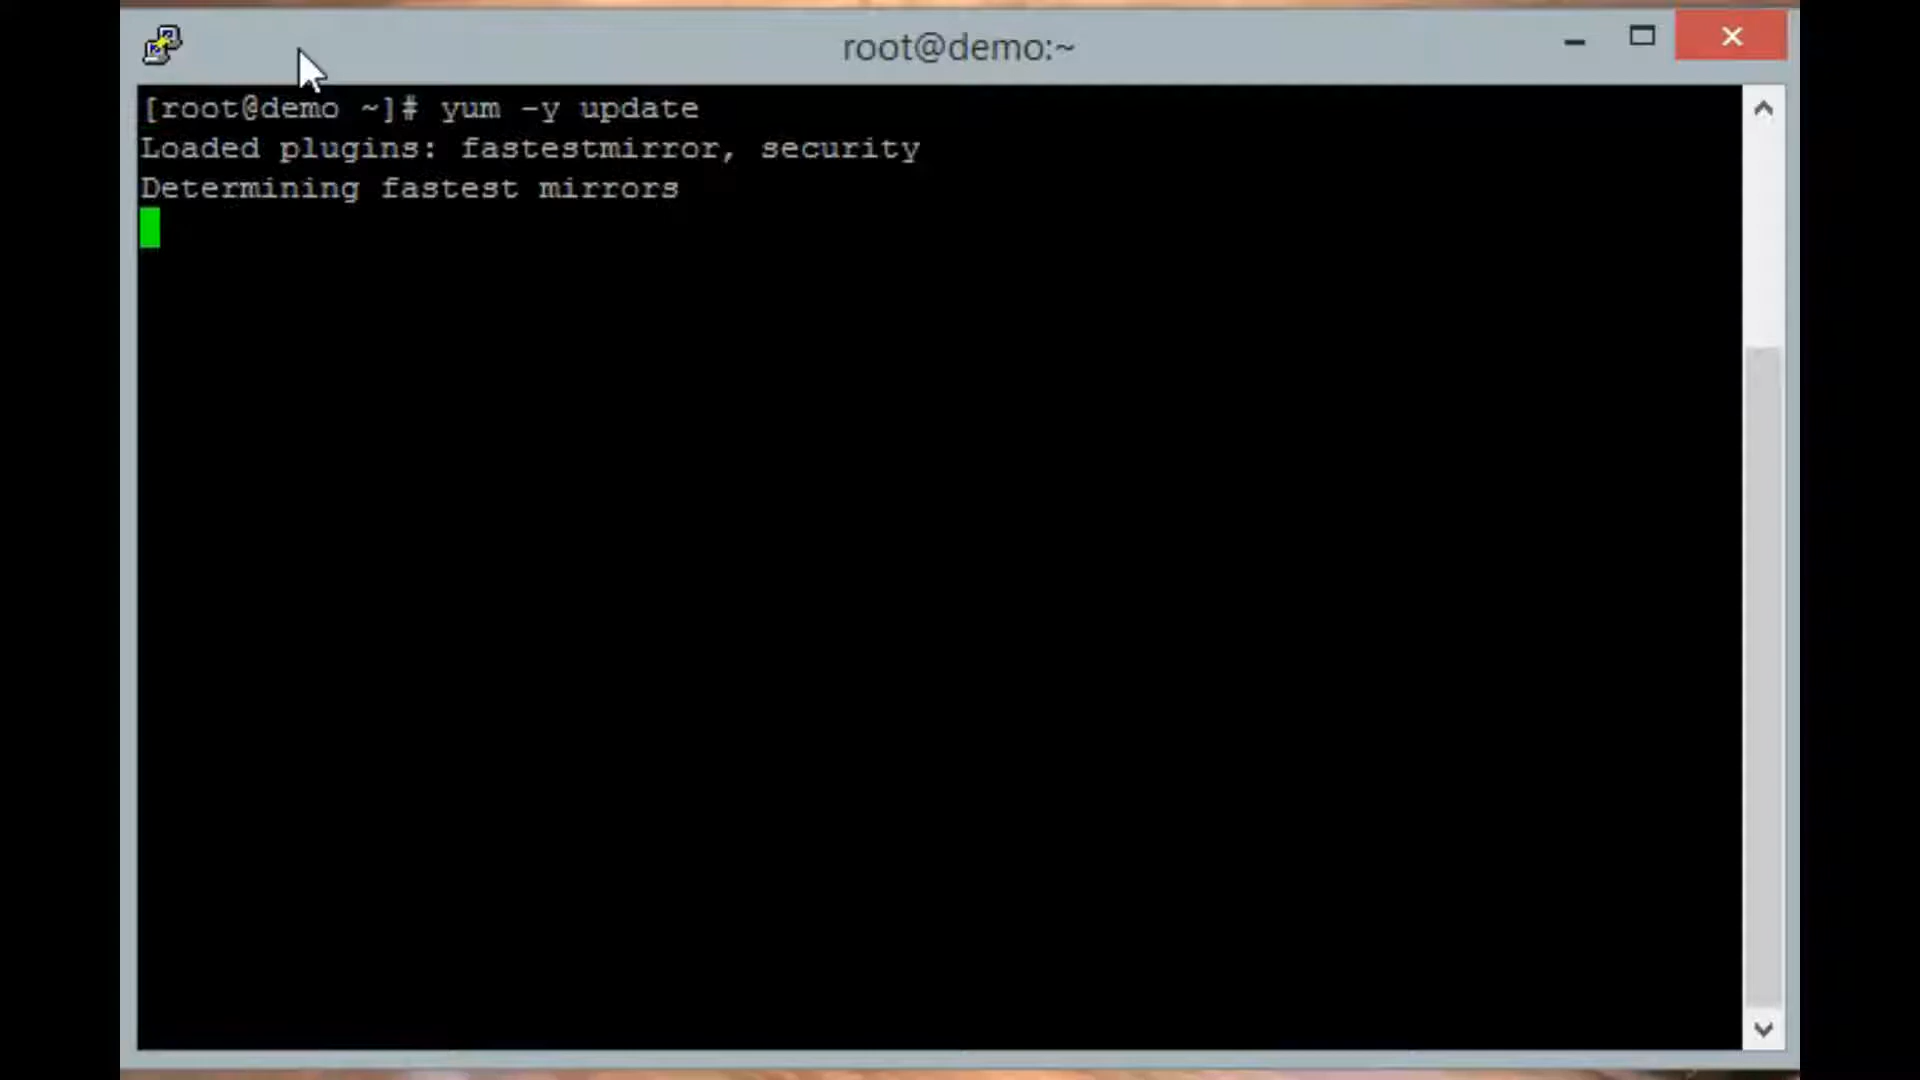 root@demo:~
[root@demo ~]# yum -y update
Loaded plugins: fastestmirror, security
Determining fastest mirrors